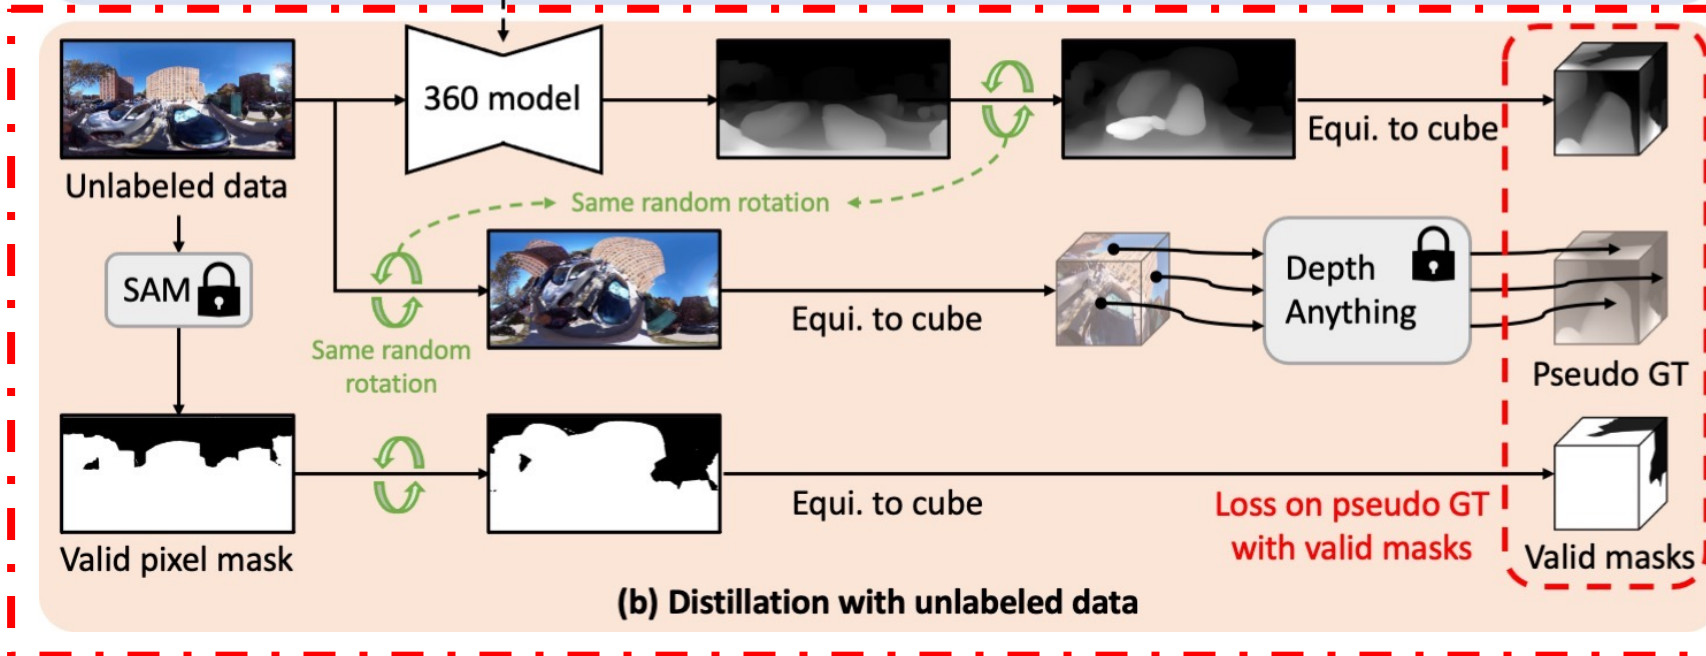 360 model
Equi. to cube
Unlabeled data
Same random rotation
SAM
Depth
Anything
Equi. to cube
Same random
rotation
Pseudo GT
Equi. to cube
Loss on pseudo GT
with valid masks
Valid pixel mask
Valid masks
(b) Distillation with unlabeled data